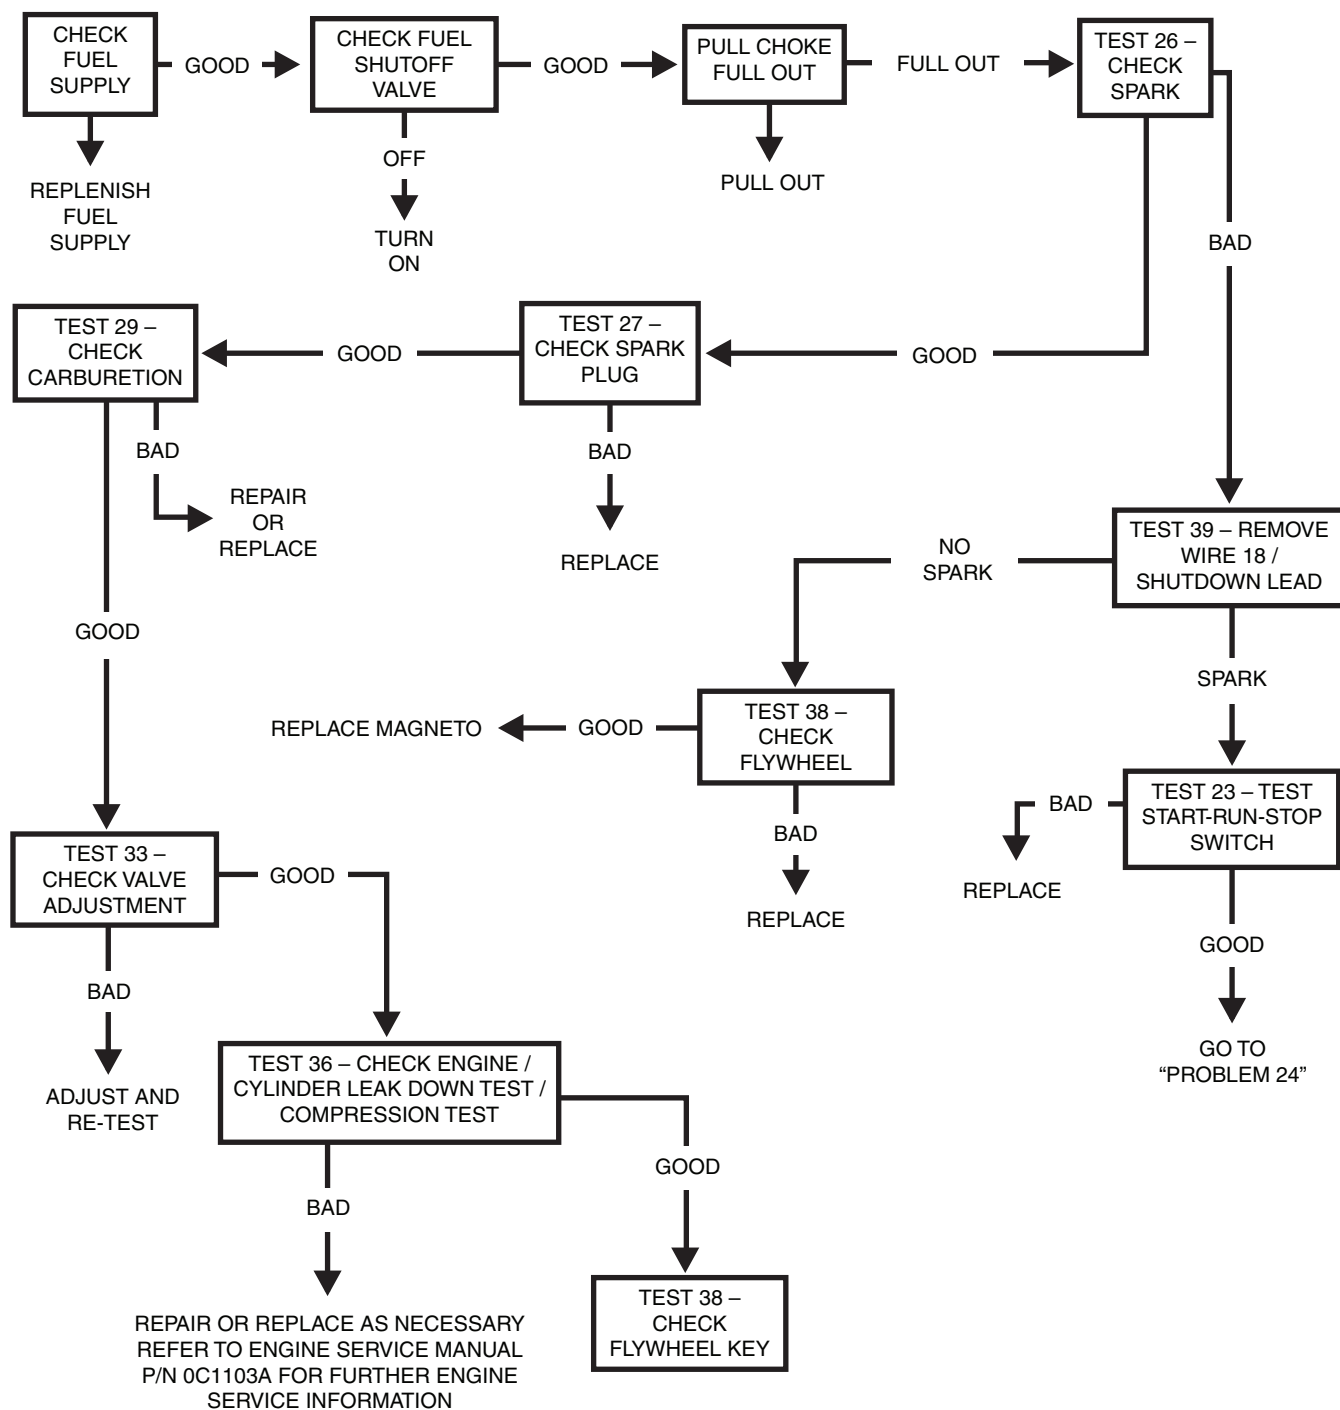 CHECK
FUEL
SUPPLY
GOOD
CHECK FUEL
SHUTOFF
VALVE
GOOD
PULL CHOKE
FULL OUT
FULL OUT
TEST 26 –
CHECK
SPARK
REPLENISH
FUEL
SUPPLY
OFF
TURN
ON
PULL OUT
BAD
TEST 29 –
CHECK
CARBURETION
GOOD
TEST 27 –
CHECK SPARK
PLUG
GOOD
BAD
REPAIR
OR
REPLACE
BAD
REPLACE
NO
SPARK
TEST 39 – REMOVE
WIRE 18 /
SHUTDOWN LEAD
GOOD
SPARK
REPLACE MAGNETO
GOOD
TEST 38 –
CHECK
FLYWHEEL
BAD
REPLACE
BAD
TEST 23 – TEST
START-RUN-STOP
SWITCH
REPLACE
GOOD
GO TO
“PROBLEM 24”
TEST 33 –
CHECK VALVE
ADJUSTMENT
GOOD
BAD
ADJUST AND
RE-TEST
TEST 36 – CHECK ENGINE /
CYLINDER LEAK DOWN TEST /
COMPRESSION TEST
GOOD
BAD
REPAIR OR REPLACE AS NECESSARY
REFER TO ENGINE SERVICE MANUAL
P/N 0C1103A FOR FURTHER ENGINE
SERVICE INFORMATION
TEST 38 –
CHECK
FLYWHEEL KEY